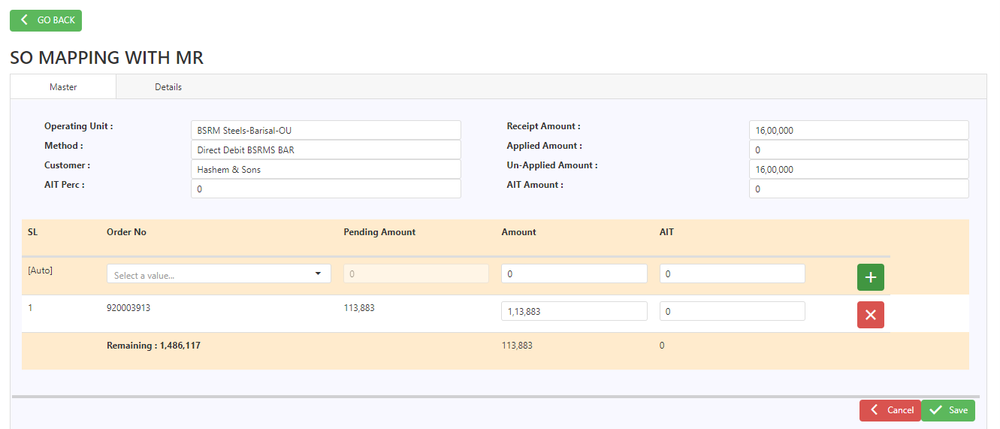 GO BACK
SO MAPPING WITH MR
Master Details
Operating Unit : BSRM Steels-Barisal-OU Receipt Amount : 16,00,000
Method : Direct Debit BSRMS BAR Applied Amount : 0
Customer : Hashem & Sons Un-Applied Amount : 16,00,000
AIT Perc : 0 AIT Amount : 0
SL Order No Pending Amount Amount AIT
[Auto] Select a value... 0 0 0
1 920003913 113,883 1,13,883 0
Remaining : 1,486,117 113,883 0
Cancel Save